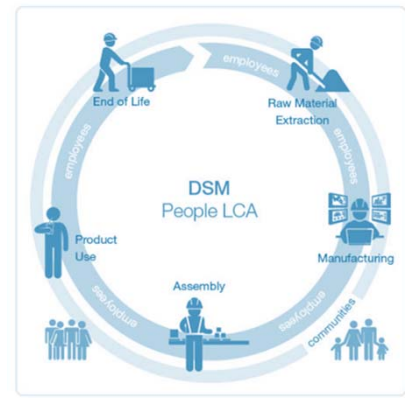 employees
End of Life
Raw Material
Extraction
employees
employees
DSM
People LCA
Product
Use
Manufacturing
Assembly
employees
employees
communities